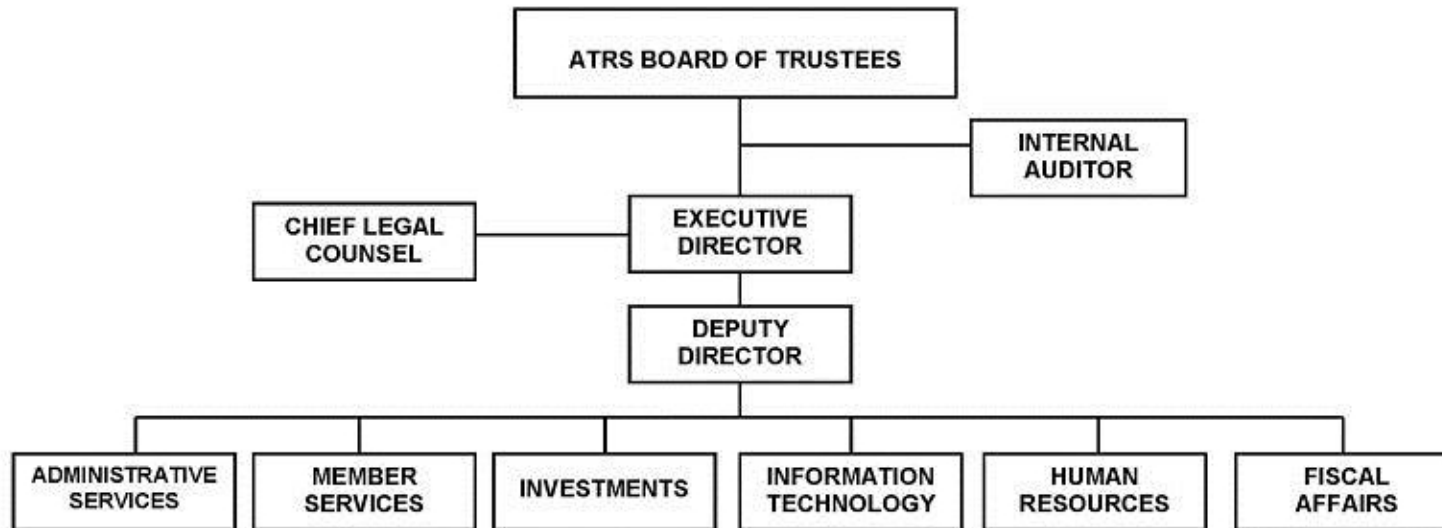 ATRS BOARD OF TRUSTEES
INTERNAL
AUDITOR
CHIEF LEGAL
COUNSEL
EXECUTIVE
DIRECTOR
DEPUTY
DIRECTOR
ADMINISTRATIVE
SERVICES
MEMBER
SERVICES
INVESTMENTS
INFORMATION
TECHNOLOGY
HUMAN
RESOURCES
FISCAL
AFFAIRS